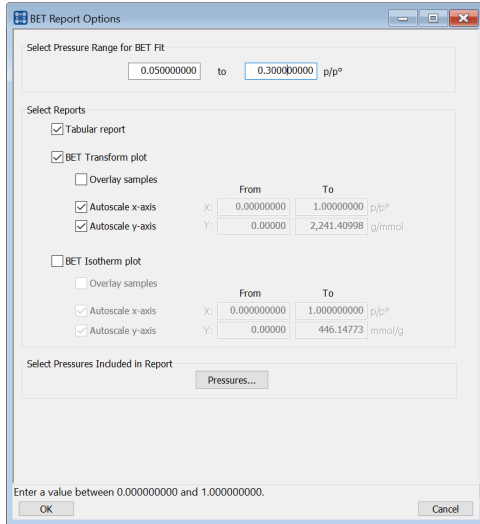 BET Report Options
Select Pressure Range for BET Fit
0.050000000 to 0.300000000 p/p°
Select Reports
Tabular report
BET Transform plot
Overlay samples
From To
Autoscale x-axis X: 0.00000000 1.00000000 p/p°
Autoscale y-axis Y: 0.00000 2,241.40998 g/mmol
BET Isotherm plot
Overlay samples
From To
Autoscale x-axis X: 0.000000000 1.000000000 p/p°
Autoscale y-axis Y: 0.00000 446.14773 mmol/g
Select Pressures Included in Report
Pressures...
Enter a value between 0.000000000 and 1.000000000.
OK Cancel